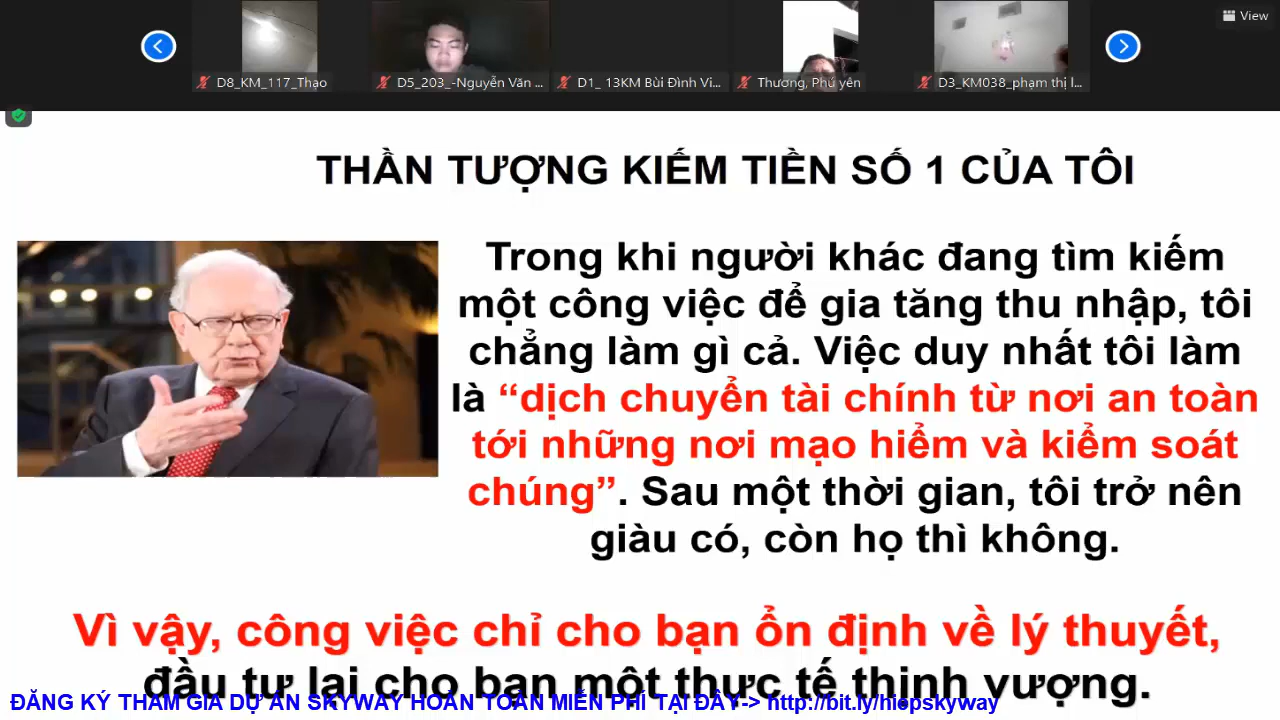 View
D8_KM_117_Thạo
D5_203_-Nguyễn Văn ...
D1_ 13KM Bùi Đình Vi...
Thương, Phú yên
D3_KM038_phạm thị l...
THẦN TƯỢNG KIẾM TIỀN SỐ 1 CỦA TÔI
Trong khi người khác đang tìm kiếm
một công việc để gia tăng thu nhập, tôi
chẳng làm gì cả. Việc duy nhất tôi làm
là “dịch chuyển tài chính từ nơi an toàn
tới những nơi mạo hiểm và kiểm soát
chúng”. Sau một thời gian, tôi trở nên
giàu có, còn họ thì không.
Vì vậy, công việc chỉ cho bạn ổn định về lý thuyết,
đầu tư lại cho bạn một thực tế thịnh vượng.
ĐĂNG KÝ THAM GIA DỰ ÁN SKYWAY HOÀN TOÀN MIỄN PHÍ TẠI ĐÂY-> http://bit.ly/hiepskyway